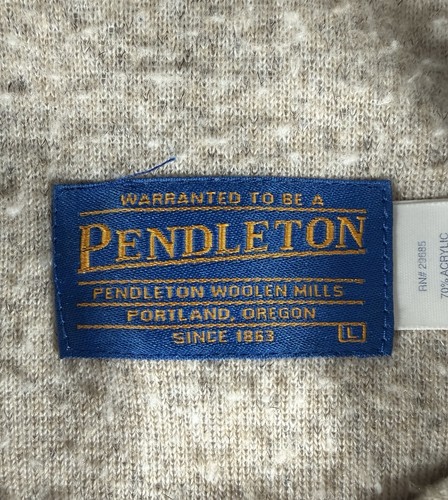 WARRANTED TO BE A
PENDLETON
PENDLETON WOOLEN MILLS
PORTLAND, OREGON
SINCE 1863
L
RN# 29685
70% ACRYLIC